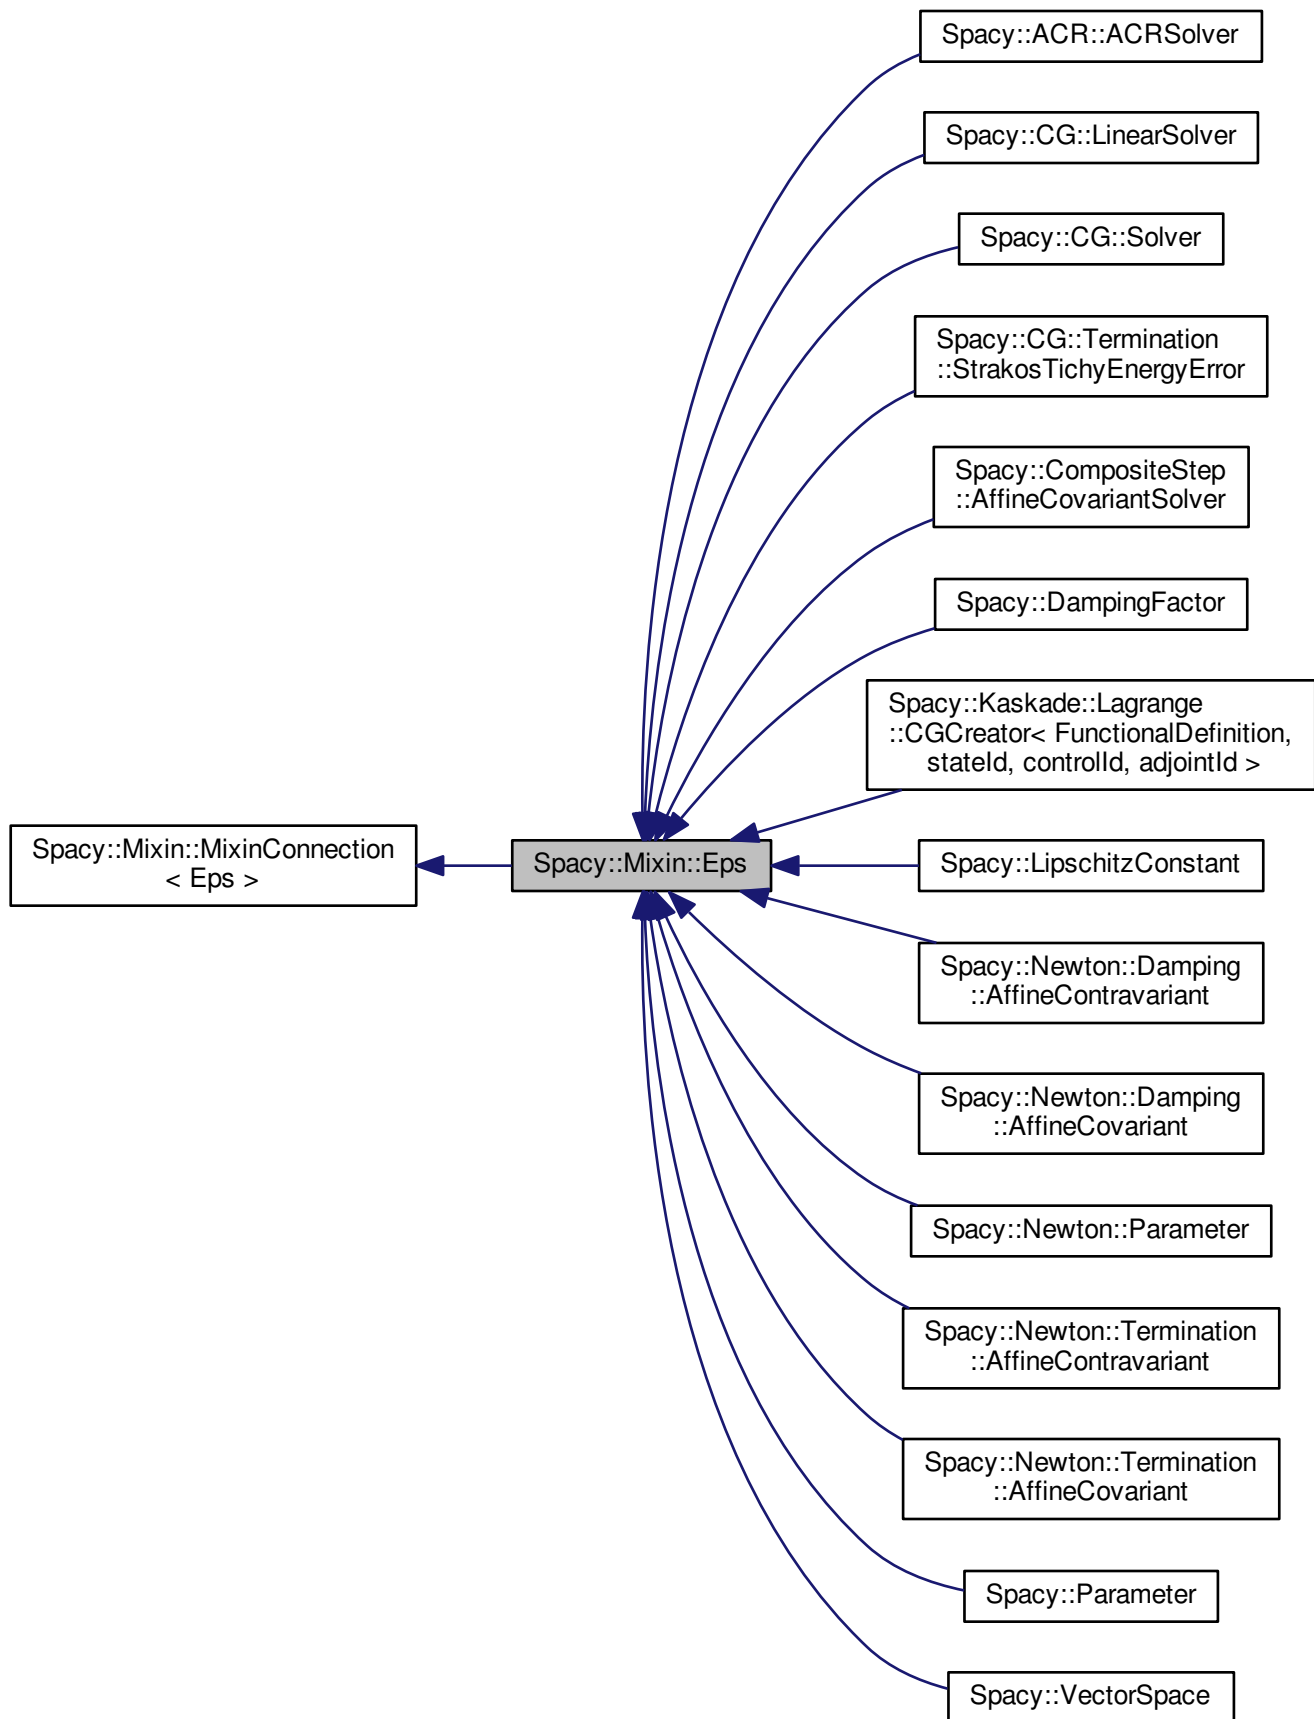 Spacy::ACR::ACRSolver
Spacy::CG::LinearSolver
Spacy::CG::Solver
Spacy::CG::Termination
::StrakosTichyEnergyError
Spacy::CompositeStep
::AffineCovariantSolver
Spacy::DampingFactor
Spacy::Kaskade::Lagrange
::CGCreator< FunctionalDefinition,
stateId, controlId, adjointId >
Spacy::Mixin::MixinConnection
< Eps >
Spacy::Mixin::Eps
Spacy::LipschitzConstant
Spacy::Newton::Damping
::AffineContravariant
Spacy::Newton::Damping
::AffineCovariant
Spacy::Newton::Parameter
Spacy::Newton::Termination
::AffineContravariant
Spacy::Newton::Termination
::AffineCovariant
Spacy::Parameter
Spacy::VectorSpace